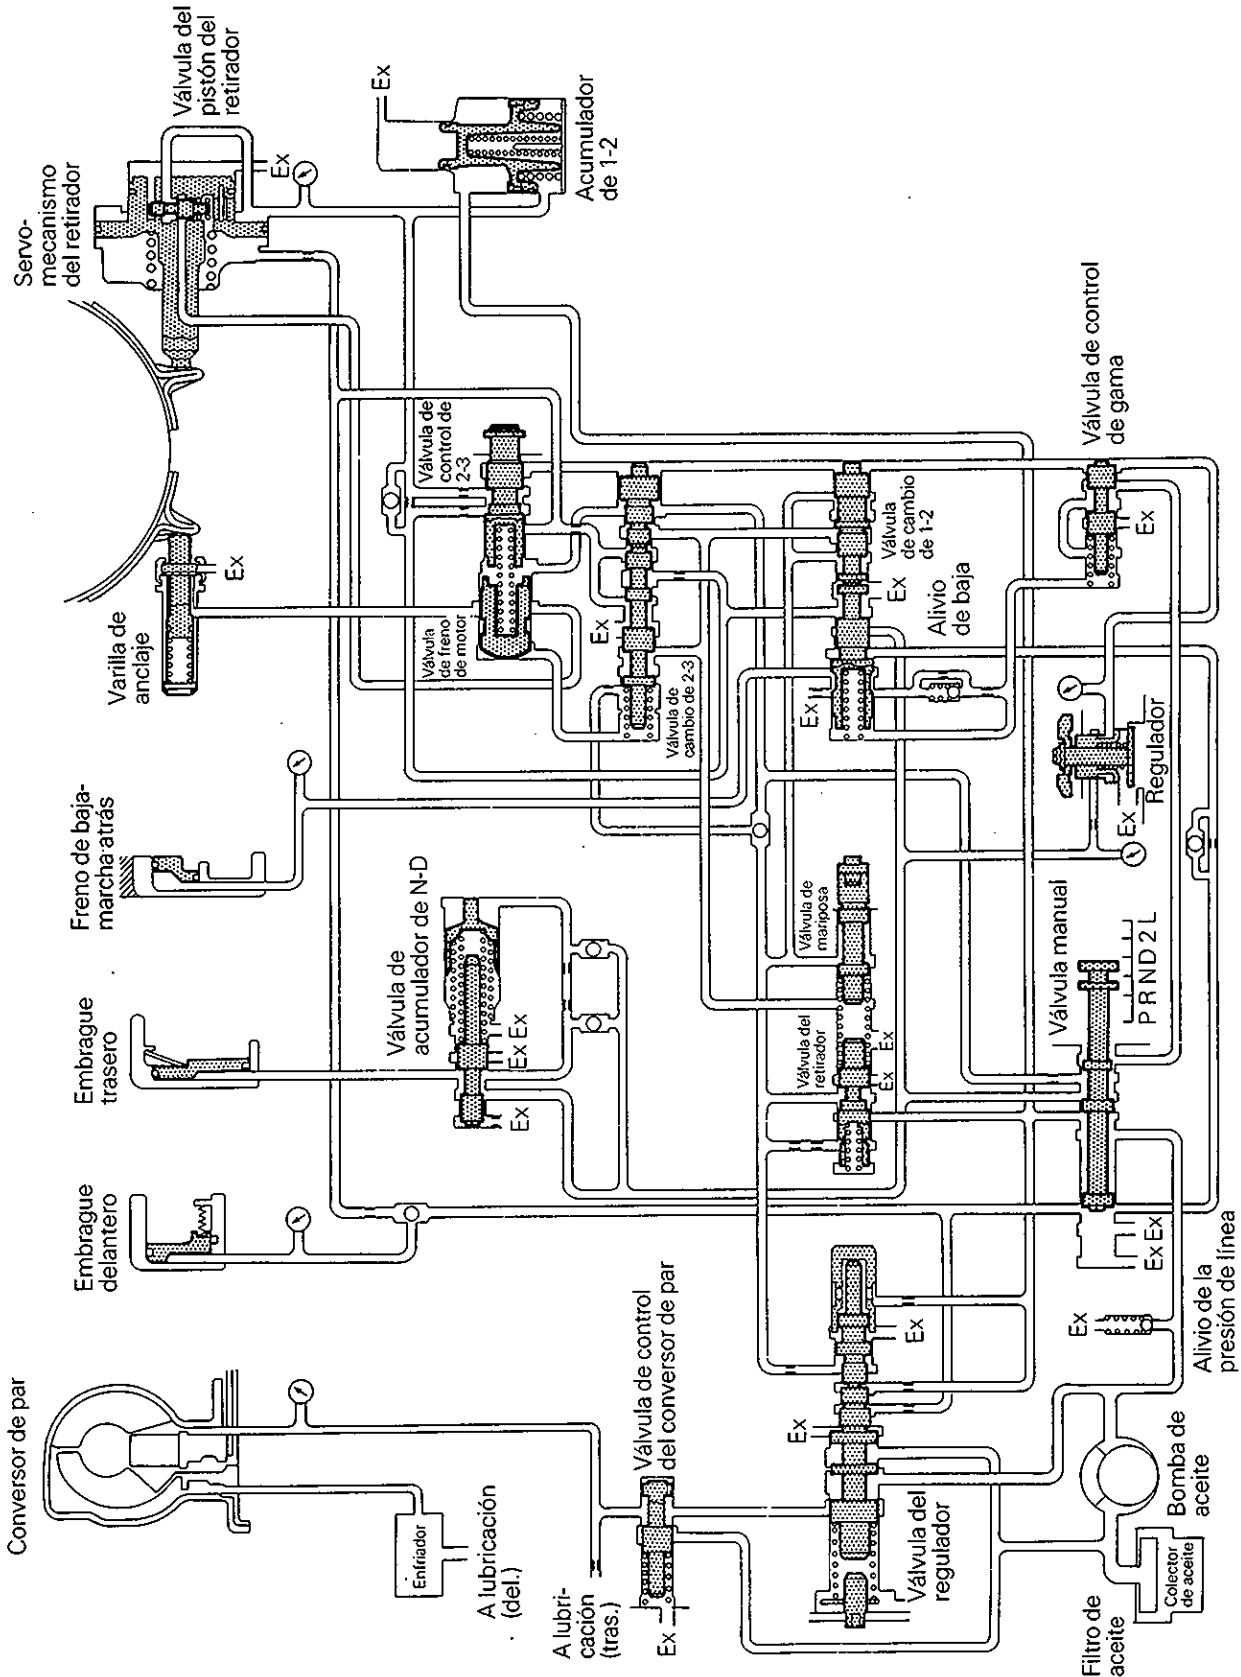 Conversor de par
Embrague
delantero
Embrague
trasero
Freno de baja-
marcha atrás
Varilla de
anclaje
Ex
Servo-
mecanismo
del retirador
Válvula del
pistón del
retirador
Ex
Ex
Acumulador
de 1-2
Enfriador
A lubricación
(del.)
A lubri-
cación
(tras.)
Ex
Válvula de control
del conversor de par
Válvula de
acumulador de N-D
Ex
Ex Ex
Válvula
de freno
de motor
Válvula de
control de
2-3
Ex
Válvula de
cambio de 2-3
Válvula del
regulador
Ex
Ex
Válvula del
retirador
Ex
Ex
Válvula de
mariposa
Ex
Ex
Válvula
de cambio
de 1-2
Alivio
de baja
Filtro de
aceite
Colector
de aceite
Bomba de
aceite
Ex
Alivio de la
presión de línea
Ex Ex
Válvula manual
P R N D 2 L
Ex
Regulador
Ex
Válvula de control
de gama